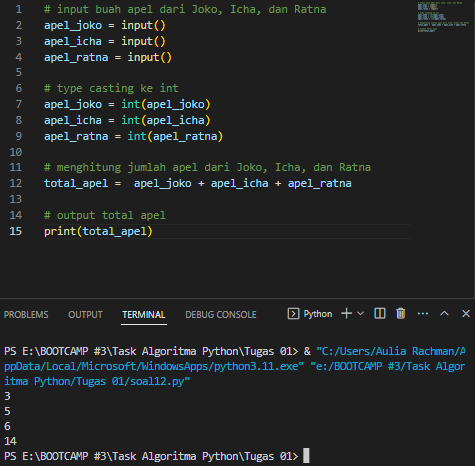 1 # input buah apel dari Joko, Icha, dan Ratna
2 apel_joko = input()
3 apel_icha = input()
4 apel_ratna = input()
5
6 # type casting ke int
7 apel_joko = int(apel_joko)
8 apel_icha = int(apel_icha)
9 apel_ratna = int(apel_ratna)
10
11 # menghitung jumlah apel dari Joko, Icha, dan Ratna
12 total_apel =  apel_joko + apel_icha + apel_ratna
13
14 # output total apel
15 print(total_apel)
PROBLEMS OUTPUT TERMINAL DEBUG CONSOLE Python
PS E:\BOOTCAMP #3\Task Algoritma Python\Tugas 01> & "C:/Users/Aulia Rachman/A
ppData/Local/Microsoft/WindowsApps/python3.11.exe" "e:/BOOTCAMP #3/Task Algor
itma Python/Tugas 01/soal12.py"
3
5
6
14
PS E:\BOOTCAMP #3\Task Algoritma Python\Tugas 01>